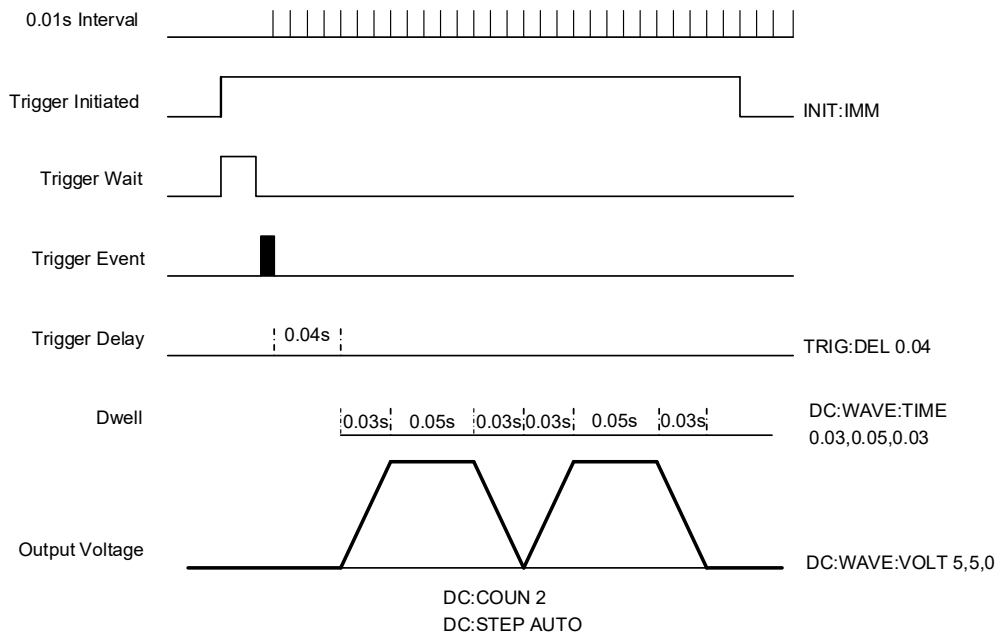 0.01s Interval
Trigger Initiated
INIT:IMM
Trigger Wait
Trigger Event
Trigger Delay
0.04s
TRIG:DEL 0.04
Dwell
0.03s 0.05s 0.03s 0.03s 0.05s 0.03s
DC:WAVE:TIME
0.03,0.05,0.03
Output Voltage
DC:WAVE:VOLT 5,5,0
DC:COUN 2
DC:STEP AUTO